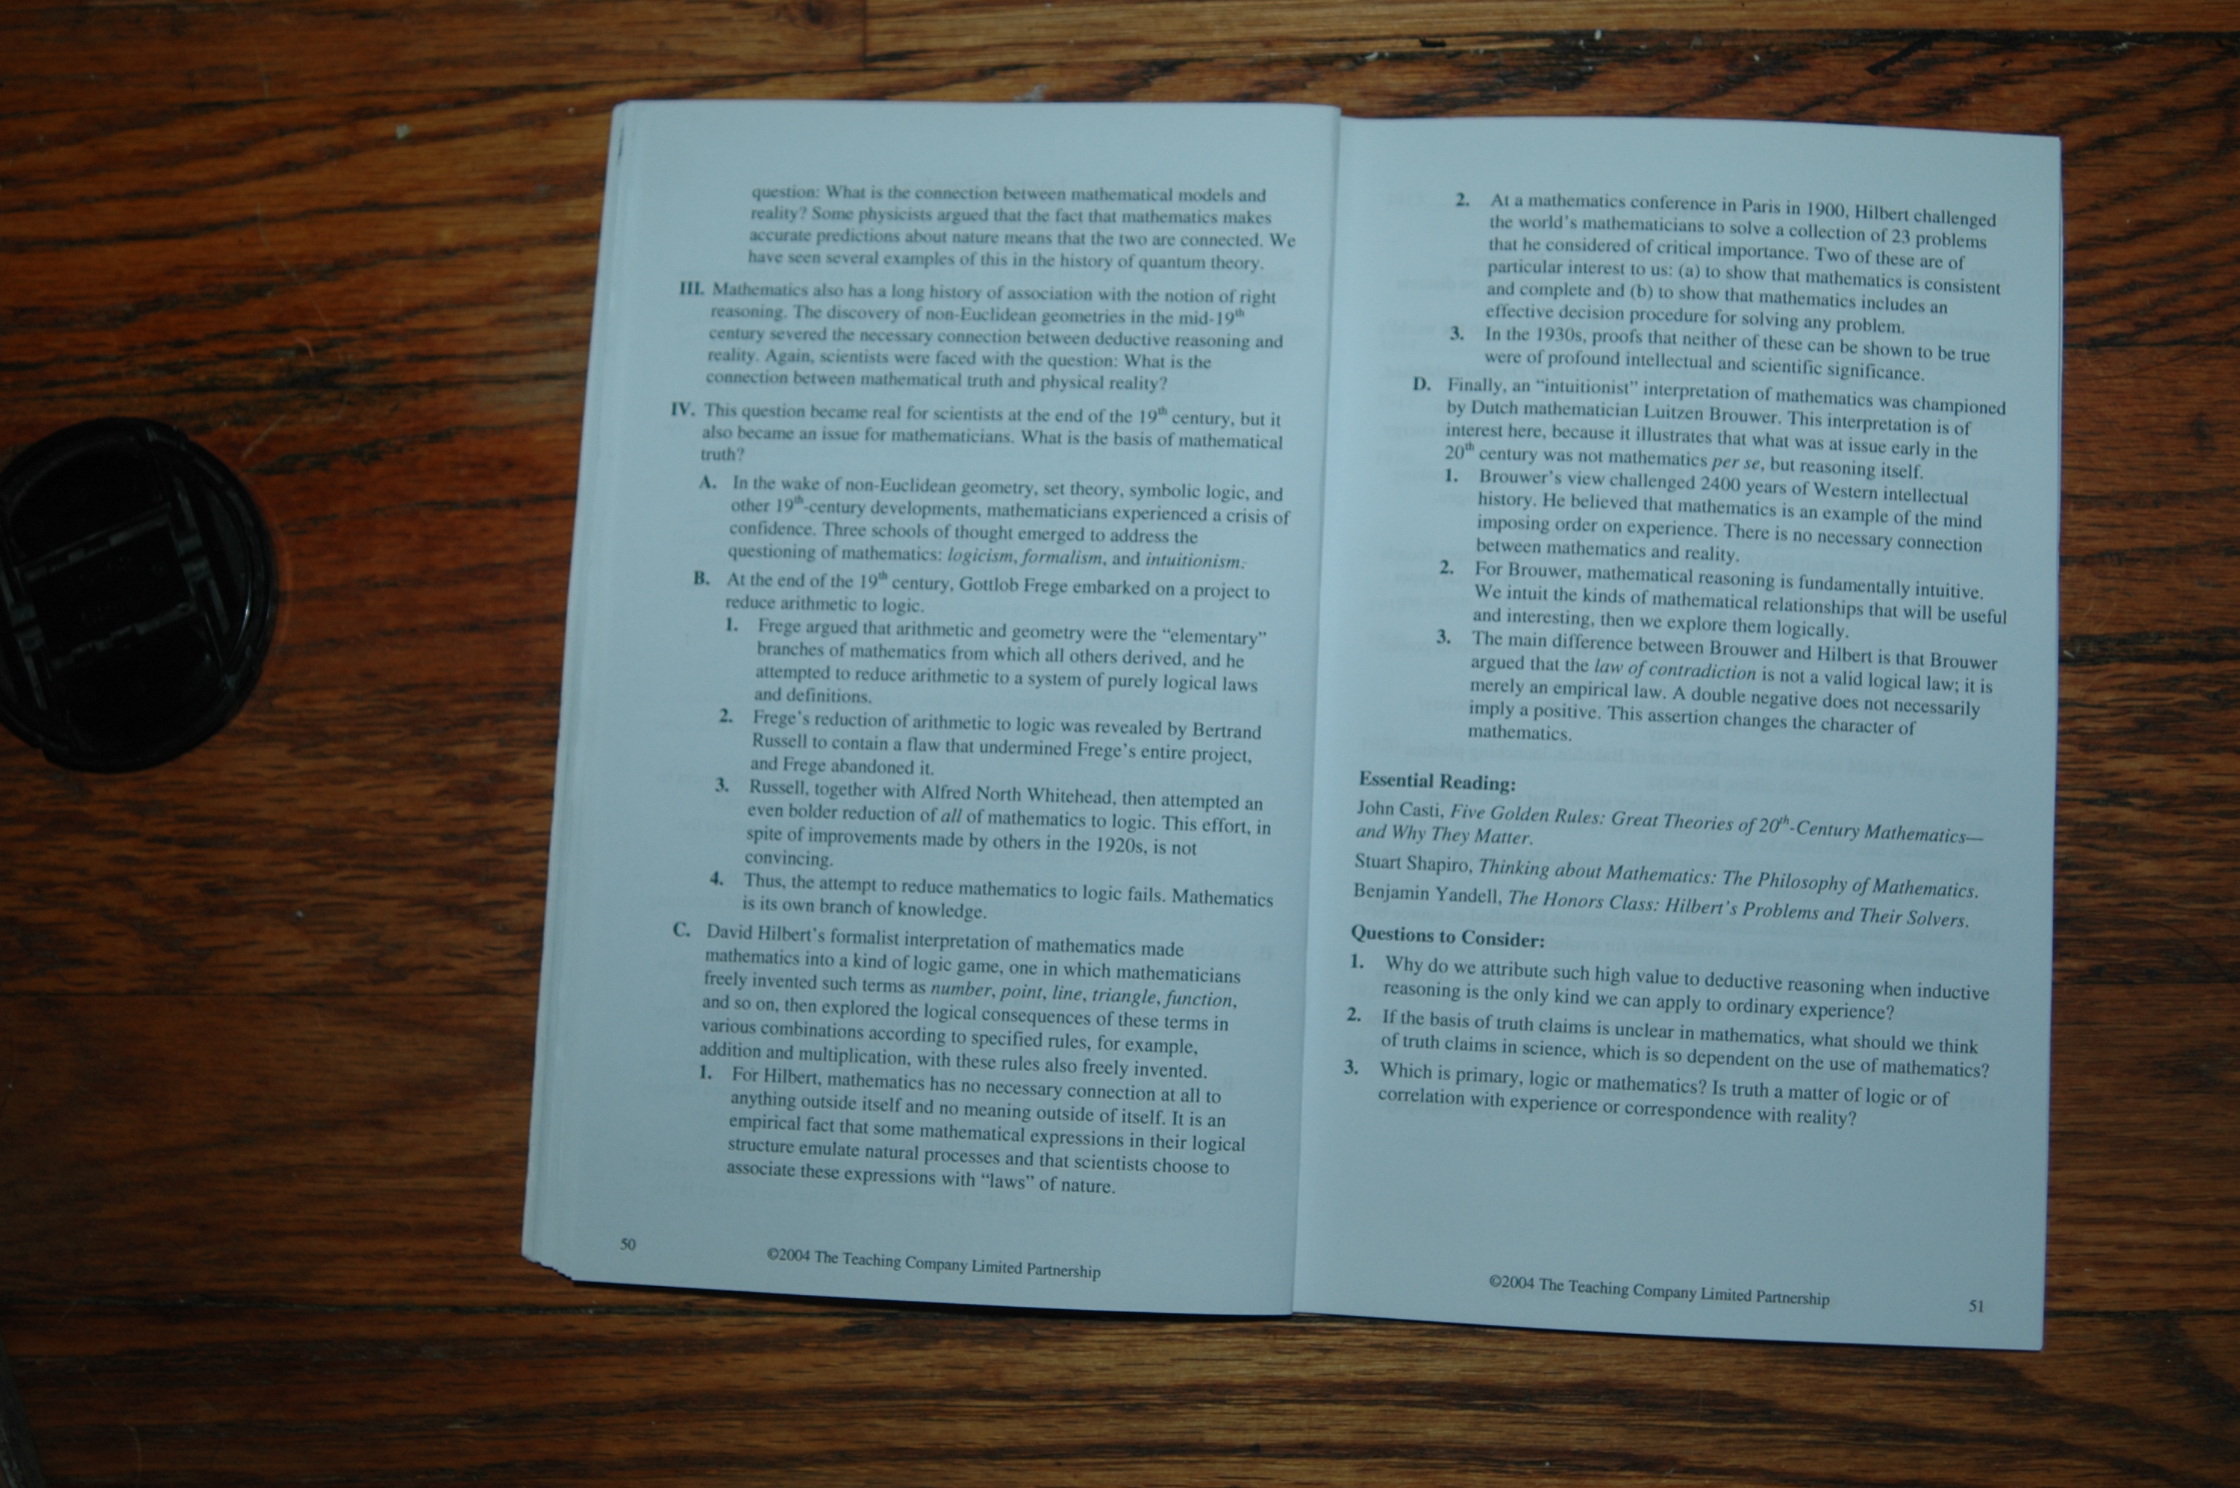 question: What is the connection between mathematical models and
reality? Some physicists argued that the fact that mathematics makes
accurate predictions about nature means that the two are connected. We
have seen several examples of this in the history of quantum theory.
III. Mathematics also has a long history of association with the notion of right
reasoning. The discovery of non-Euclidean geometries in the mid-19th
century severed the necessary connection between deductive reasoning and
reality. Again, scientists were faced with the question: What is the
connection between mathematical truth and physical reality?
IV. This question became real for scientists at the end of the 19th century, but it
also became an issue for mathematicians. What is the basis of mathematical
truth?
A. In the wake of non-Euclidean geometry, set theory, symbolic logic, and
other 19th-century developments, mathematicians experienced a crisis of
confidence. Three schools of thought emerged to address the
questioning of mathematics: logicism, formalism, and intuitionism.
B. At the end of the 19th century, Gottlob Frege embarked on a project to
reduce arithmetic to logic.
1. Frege argued that arithmetic and geometry were the "elementary"
branches of mathematics from which all others derived, and he
attempted to reduce arithmetic to a system of purely logical laws
and definitions.
2. Frege's reduction of arithmetic to logic was revealed by Bertrand
Russell to contain a flaw that undermined Frege's entire project,
and Frege abandoned it.
3. Russell, together with Alfred North Whitehead, then attempted an
even bolder reduction of all of mathematics to logic. This effort, in
spite of improvements made by others in the 1920s, is not
convincing.
4. Thus, the attempt to reduce mathematics to logic fails. Mathematics
is its own branch of knowledge.
C. David Hilbert's formalist interpretation of mathematics made
mathematics into a kind of logic game, one in which mathematicians
freely invented such terms as number, point, line, triangle, function,
and so on, then explored the logical consequences of these terms in
various combinations according to specified rules, for example,
addition and multiplication, with these rules also freely invented.
1. For Hilbert, mathematics has no necessary connection at all to
anything outside itself and no meaning outside of itself. It is an
empirical fact that some mathematical expressions in their logical
structure emulate natural processes and that scientists choose to
associate these expressions with "laws" of nature.
50
©2004 The Teaching Company Limited Partnership
2. At a mathematics conference in Paris in 1900, Hilbert challenged
the world's mathematicians to solve a collection of 23 problems
that he considered of critical importance. Two of these are of
particular interest to us: (a) to show that mathematics is consistent
and complete and (b) to show that mathematics includes an
effective decision procedure for solving any problem.
3. In the 1930s, proofs that neither of these can be shown to be true
were of profound intellectual and scientific significance.
D. Finally, an "intuitionist" interpretation of mathematics was championed
by Dutch mathematician Luitzen Brouwer. This interpretation is of
interest here, because it illustrates that what was at issue early in the
20th century was not mathematics per se, but reasoning itself.
1. Brouwer's view challenged 2400 years of Western intellectual
history. He believed that mathematics is an example of the mind
imposing order on experience. There is no necessary connection
between mathematics and reality.
2. For Brouwer, mathematical reasoning is fundamentally intuitive.
We intuit the kinds of mathematical relationships that will be useful
and interesting, then we explore them logically.
3. The main difference between Brouwer and Hilbert is that Brouwer
argued that the law of contradiction is not a valid logical law; it is
merely an empirical law. A double negative does not necessarily
imply a positive. This assertion changes the character of
mathematics.
Essential Reading:
John Casti, Five Golden Rules: Great Theories of 20th-Century Mathematics—
and Why They Matter.
Stuart Shapiro, Thinking about Mathematics: The Philosophy of Mathematics.
Benjamin Yandell, The Honors Class: Hilbert's Problems and Their Solvers.
Questions to Consider:
1. Why do we attribute such high value to deductive reasoning when inductive
reasoning is the only kind we can apply to ordinary experience?
2. If the basis of truth claims is unclear in mathematics, what should we think
of truth claims in science, which is so dependent on the use of mathematics?
3. Which is primary, logic or mathematics? Is truth a matter of logic or of
correlation with experience or correspondence with reality?
©2004 The Teaching Company Limited Partnership
51